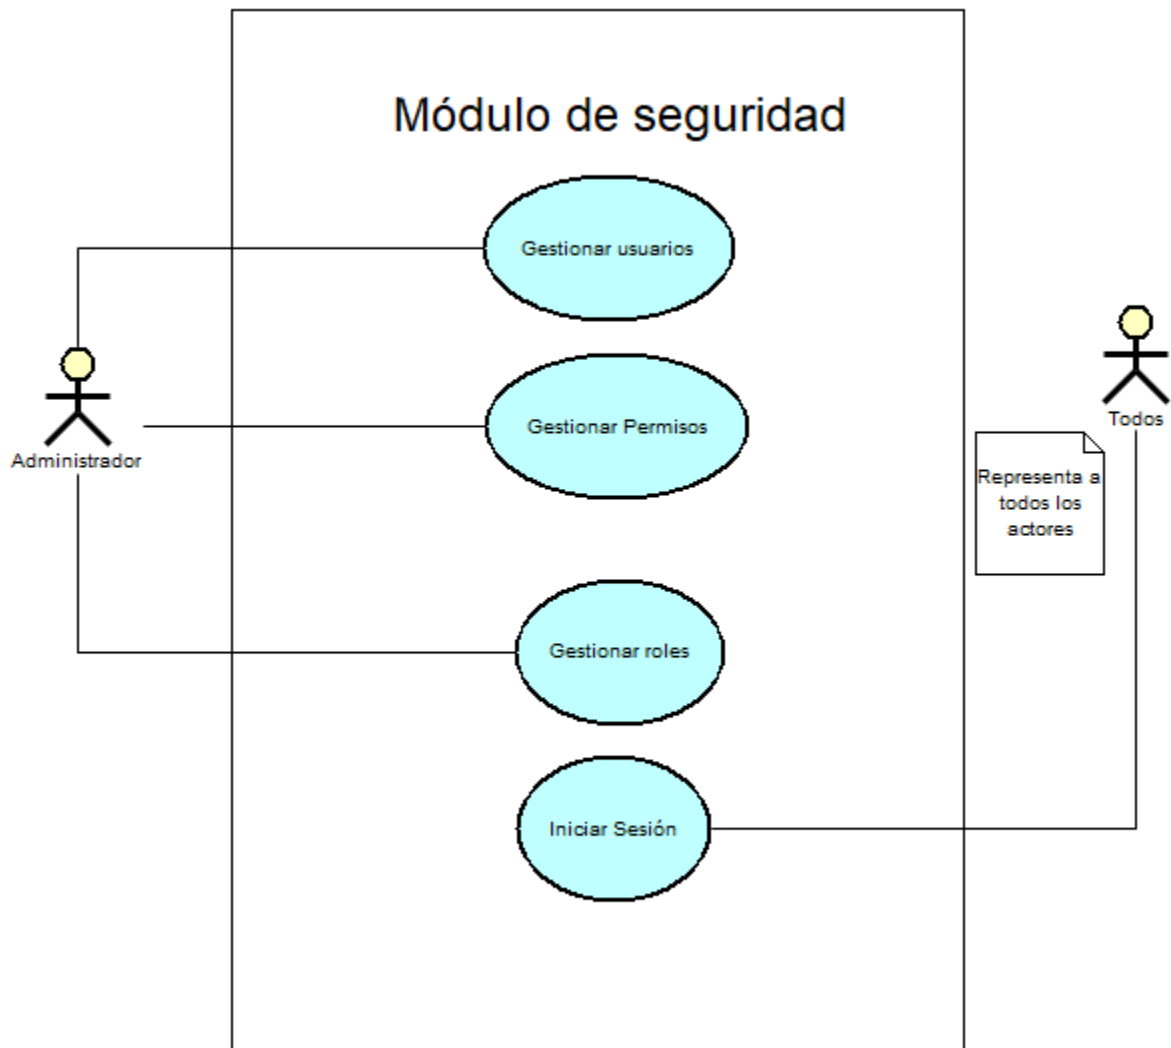 Módulo de seguridad
Gestionar usuarios
Gestionar Permisos
Administrador
Todos
Representa a
todos los
actores
Gestionar roles
Iniciar Sesión